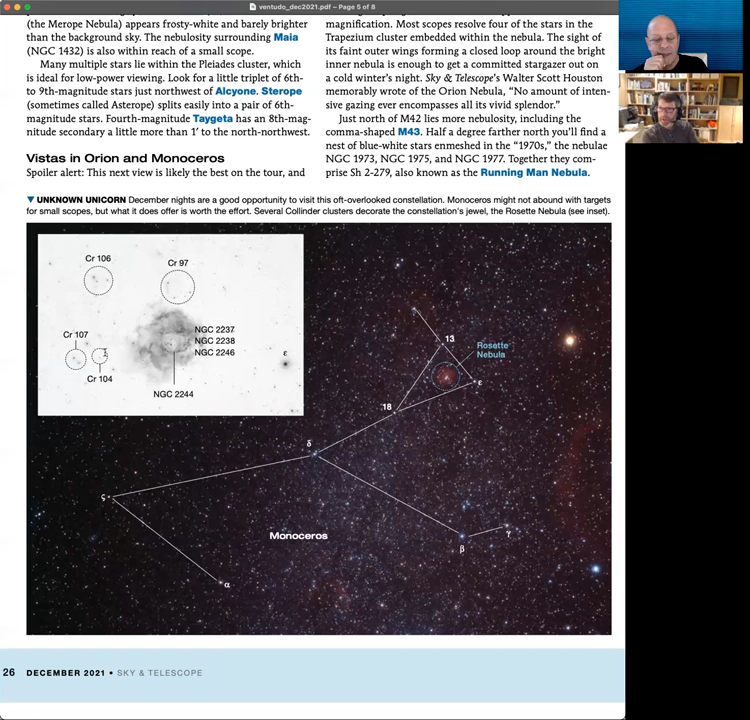 ventudo_dec2021.pdf – Page 5 of 8
(the Merope Nebula) appears frosty-white and barely brighter
than the background sky. The nebulosity surrounding Maia
(NGC 1432) is also within reach of a small scope.
Many multiple stars lie within the Pleiades cluster, which
is ideal for low-power viewing. Look for a little triplet of 6th-
to 9th-magnitude stars just northwest of Alcyone. Sterope
(sometimes called Asterope) splits easily into a pair of 6th-
magnitude stars. Fourth-magnitude Taygeta has an 8th-mag-
nitude secondary a little more than 1′ to the north-northwest.
Vistas in Orion and Monoceros
Spoiler alert: This next view is likely the best on the tour, and
magnification. Most scopes resolve four of the stars in the
Trapezium cluster embedded within the nebula. The sight of
its faint outer wings forming a closed loop around the bright
inner nebula is enough to get a committed stargazer out on
a cold winter's night. Sky & Telescope's Walter Scott Houston
memorably wrote of the Orion Nebula, “No amount of inten-
sive gazing ever encompasses all its vivid splendor.”
Just north of M42 lies more nebulosity, including the
comma-shaped M43. Half a degree farther north you'll find a
nest of blue-white stars enmeshed in the “1970s,” the nebulae
NGC 1973, NGC 1975, and NGC 1977. Together they com-
prise Sh 2-279, also known as the Running Man Nebula.
▼ UNKNOWN UNICORN December nights are a good opportunity to visit this oft-overlooked constellation. Monoceros might not abound with targets
for small scopes, but what it does offer is worth the effort. Several Collinder clusters decorate the constellation's jewel, the Rosette Nebula (see inset).
Cr 106
Cr 97
Cr 107
Cr 104
NGC 2237
NGC 2238
NGC 2246
ε
NGC 2244
13
Rosette
Nebula
ε
18
δ
ζ
Monoceros
β
γ
α
26 DECEMBER 2021 • SKY & TELESCOPE